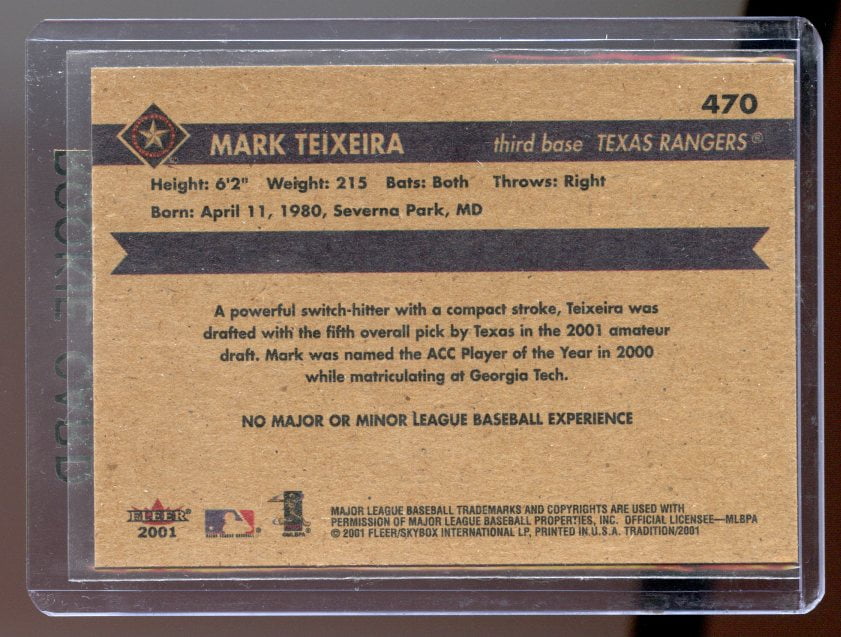 470
MARK TEIXEIRA third base TEXAS RANGERS®
Height: 6'2" Weight: 215 Bats: Both Throws: Right
Born: April 11, 1980, Severna Park, MD
A powerful switch-hitter with a compact stroke, Teixeira was
drafted with the fifth overall pick by Texas in the 2001 amateur
draft. Mark was named the ACC Player of the Year in 2000
while matriculating at Georgia Tech.
NO MAJOR OR MINOR LEAGUE BASEBALL EXPERIENCE
FLEER
2001
MAJOR LEAGUE BASEBALL TRADEMARKS AND COPYRIGHTS ARE USED WITH
PERMISSION OF MAJOR LEAGUE BASEBALL PROPERTIES, INC. OFFICIAL LICENSEE—MLBPA
© 2001 FLEER/SKYBOX INTERNATIONAL LP, PRINTED IN U.S.A. TRADITION/2001
ROOKIE CARD